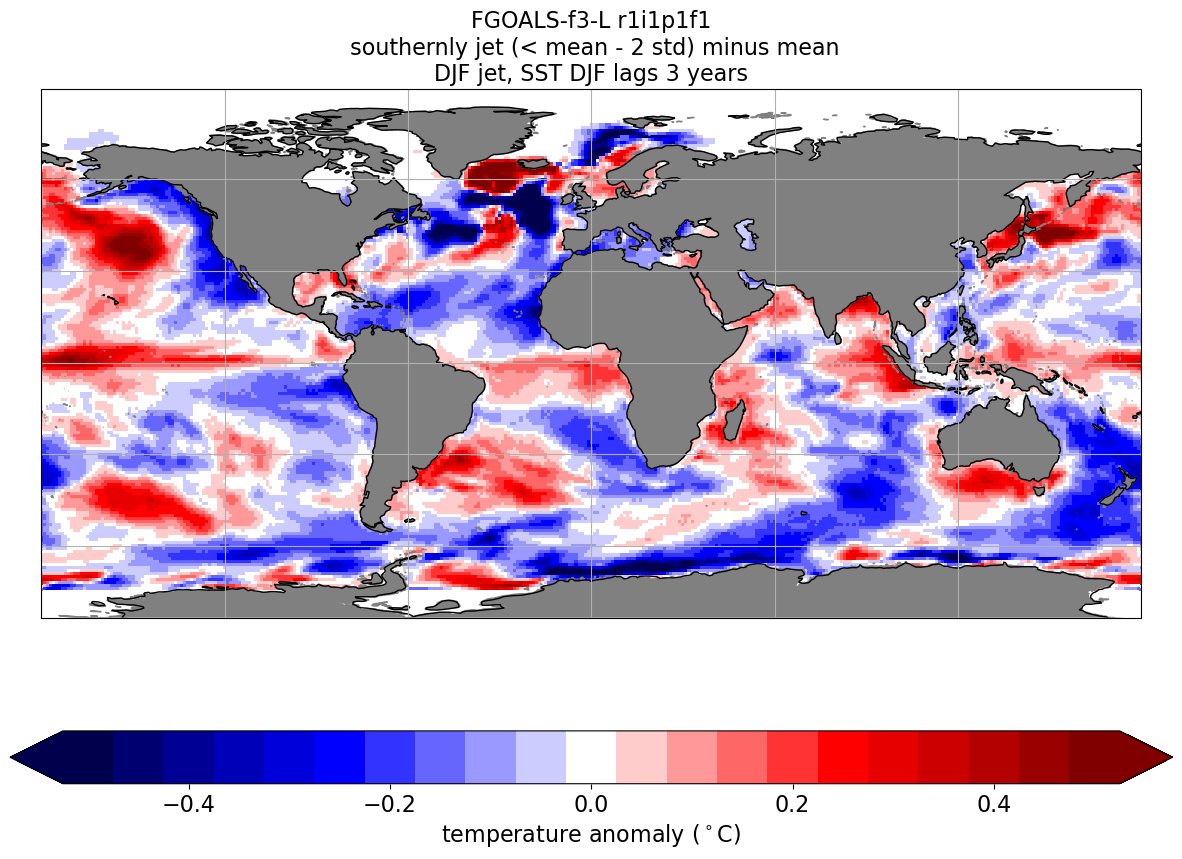 FGOALS-f3-L r1i1p1f1
southernly jet (< mean - 2 std) minus mean
DJF jet, SST DJF lags 3 years
−0.4 −0.2 0.0 0.2 0.4
temperature anomaly (°C)